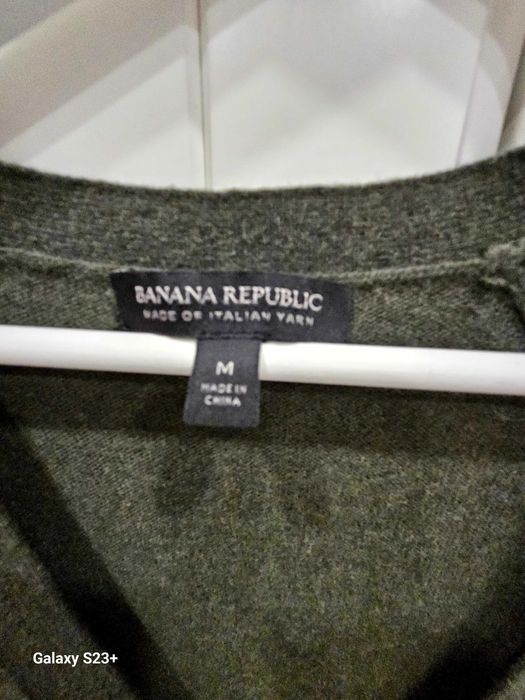 BANANA REPUBLIC
MADE OF ITALIAN YARN
M
MADE IN
CHINA
Galaxy S23+